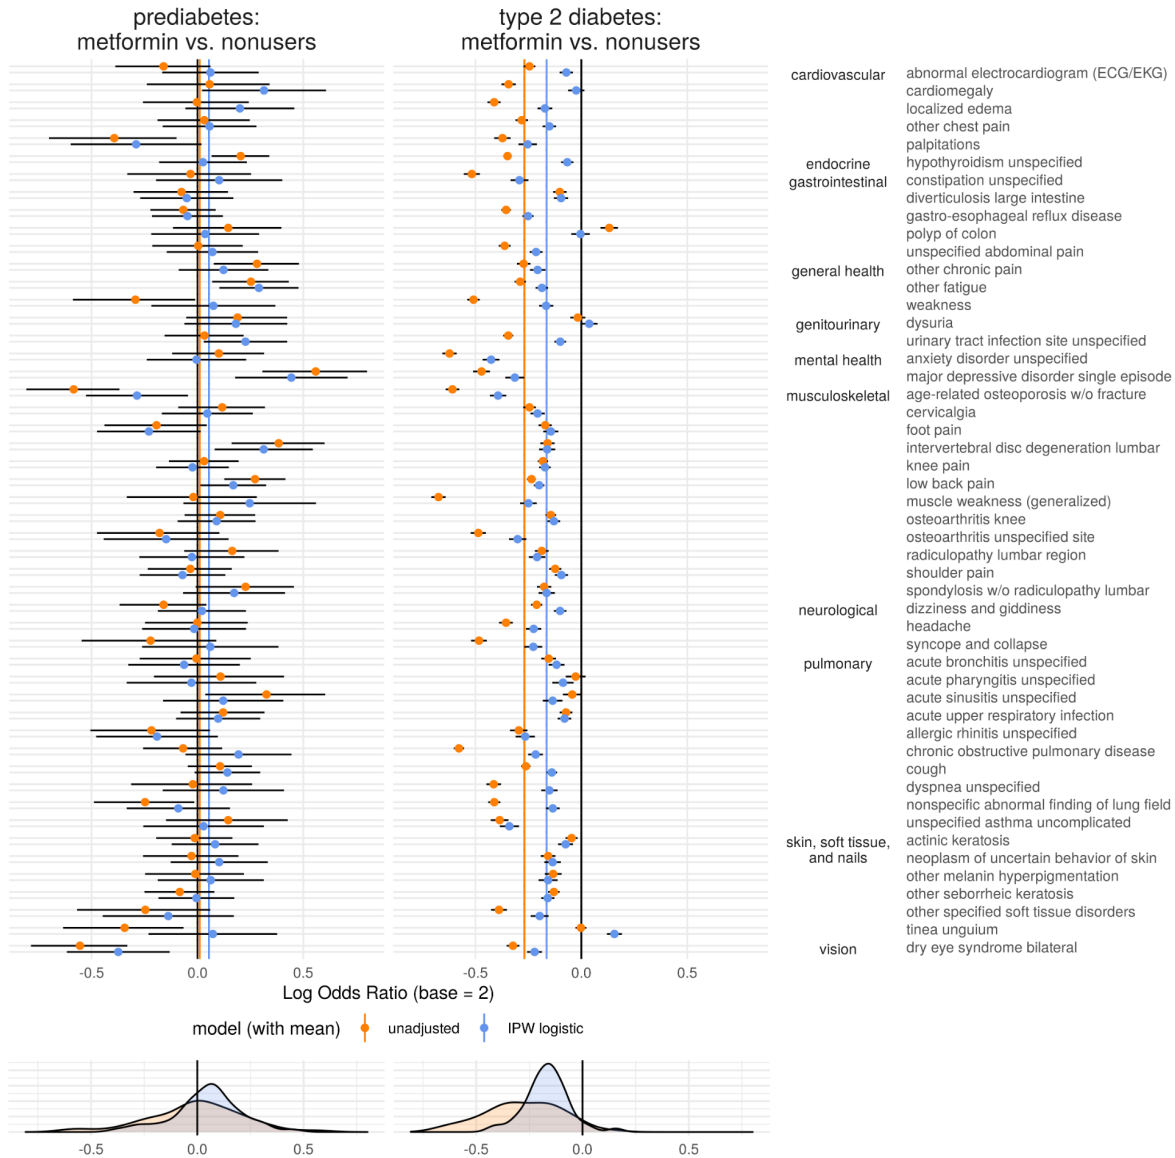 prediabetes:
metformin vs. nonusers
type 2 diabetes:
metformin vs. nonusers
cardiovascular
abnormal electrocardiogram (ECG/EKG)
cardiomegaly
localized edema
other chest pain
palpitations
endocrine
hypothyroidism unspecified
gastrointestinal
constipation unspecified
diverticulosis large intestine
gastro-esophageal reflux disease
polyp of colon
unspecified abdominal pain
general health
other chronic pain
other fatigue
weakness
genitourinary
dysuria
urinary tract infection site unspecified
mental health
anxiety disorder unspecified
major depressive disorder single episode
musculoskeletal
age-related osteoporosis w/o fracture
cervicalgia
foot pain
intervertebral disc degeneration lumbar
knee pain
low back pain
muscle weakness (generalized)
osteoarthritis knee
osteoarthritis unspecified site
radiculopathy lumbar region
shoulder pain
spondylosis w/o radiculopathy lumbar
neurological
dizziness and giddiness
headache
syncope and collapse
pulmonary
acute bronchitis unspecified
acute pharyngitis unspecified
acute sinusitis unspecified
acute upper respiratory infection
allergic rhinitis unspecified
chronic obstructive pulmonary disease
cough
dyspnea unspecified
nonspecific abnormal finding of lung field
unspecified asthma uncomplicated
skin, soft tissue,
and nails
actinic keratosis
neoplasm of uncertain behavior of skin
other melanin hyperpigmentation
other seborrheic keratosis
other specified soft tissue disorders
tinea unguium
vision
dry eye syndrome bilateral
-0.5 0.0 0.5
-0.5 0.0 0.5
Log Odds Ratio (base = 2)
model (with mean) unadjusted IPW logistic
-0.5 0.0 0.5
-0.5 0.0 0.5